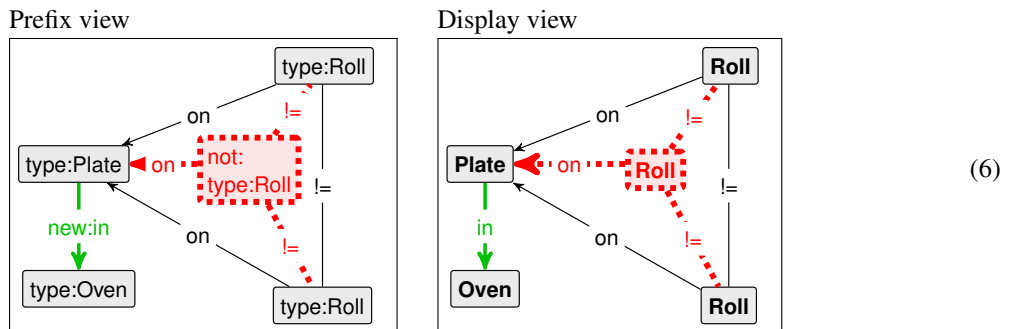 Prefix view
Display view
type:Roll
Roll
on
!=
on
!=
type:Plate
on
not:
type:Roll
!=
Plate
on
Roll
!=
(6)
new:in
on
!=
in
on
!=
type:Oven
type:Roll
Oven
Roll